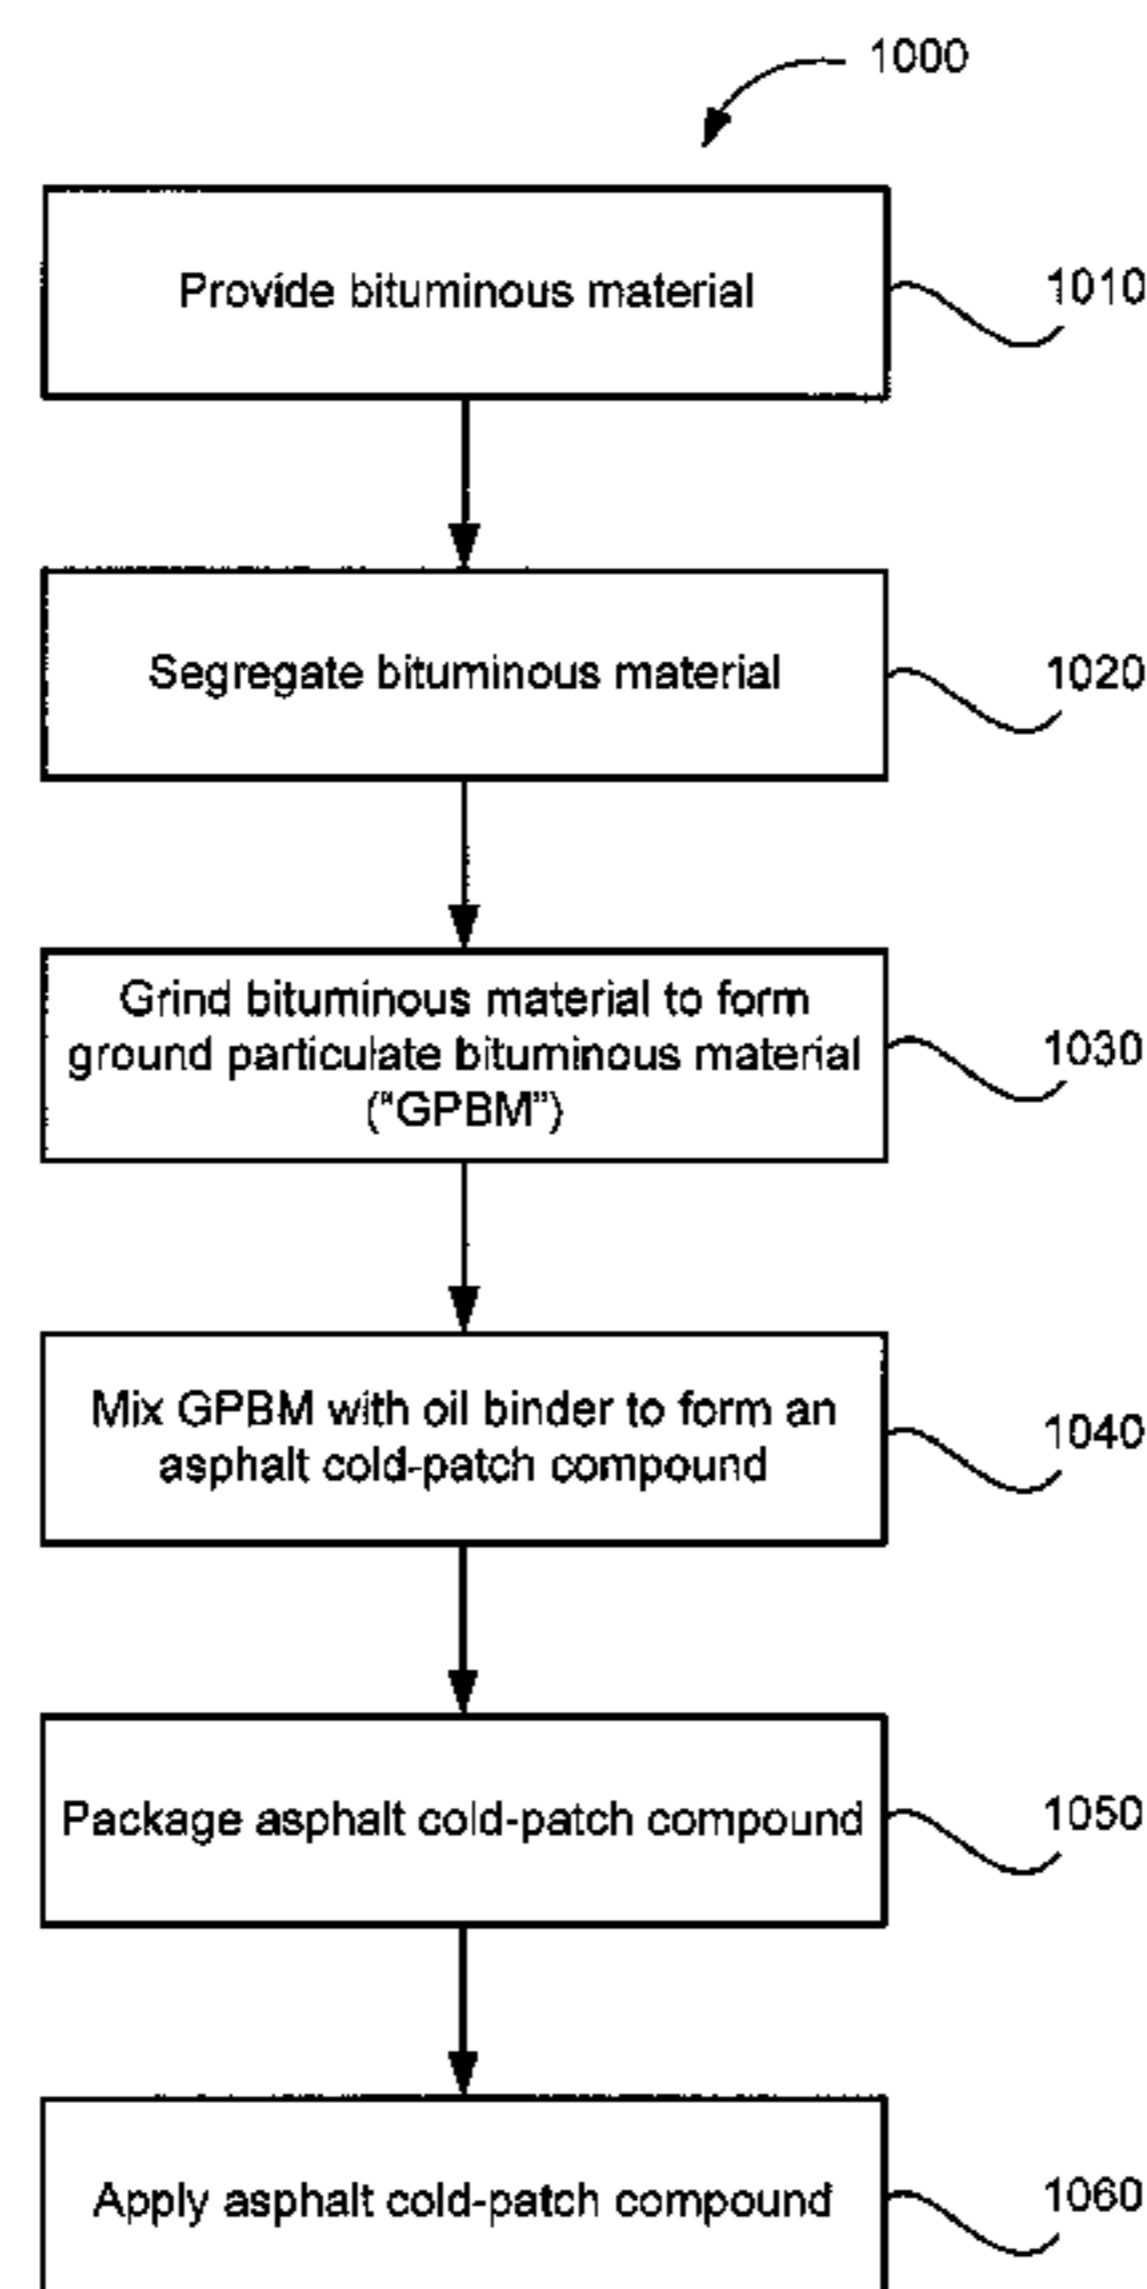 1000
Provide bituminous material
1010
Segregate bituminous material
1020
Grind bituminous material to form
ground particulate bituminous material
("GPBM")
1030
Mix GPBM with oil binder to form an
asphalt cold-patch compound
1040
Package asphalt cold-patch compound
1050
Apply asphalt cold-patch compound
1060